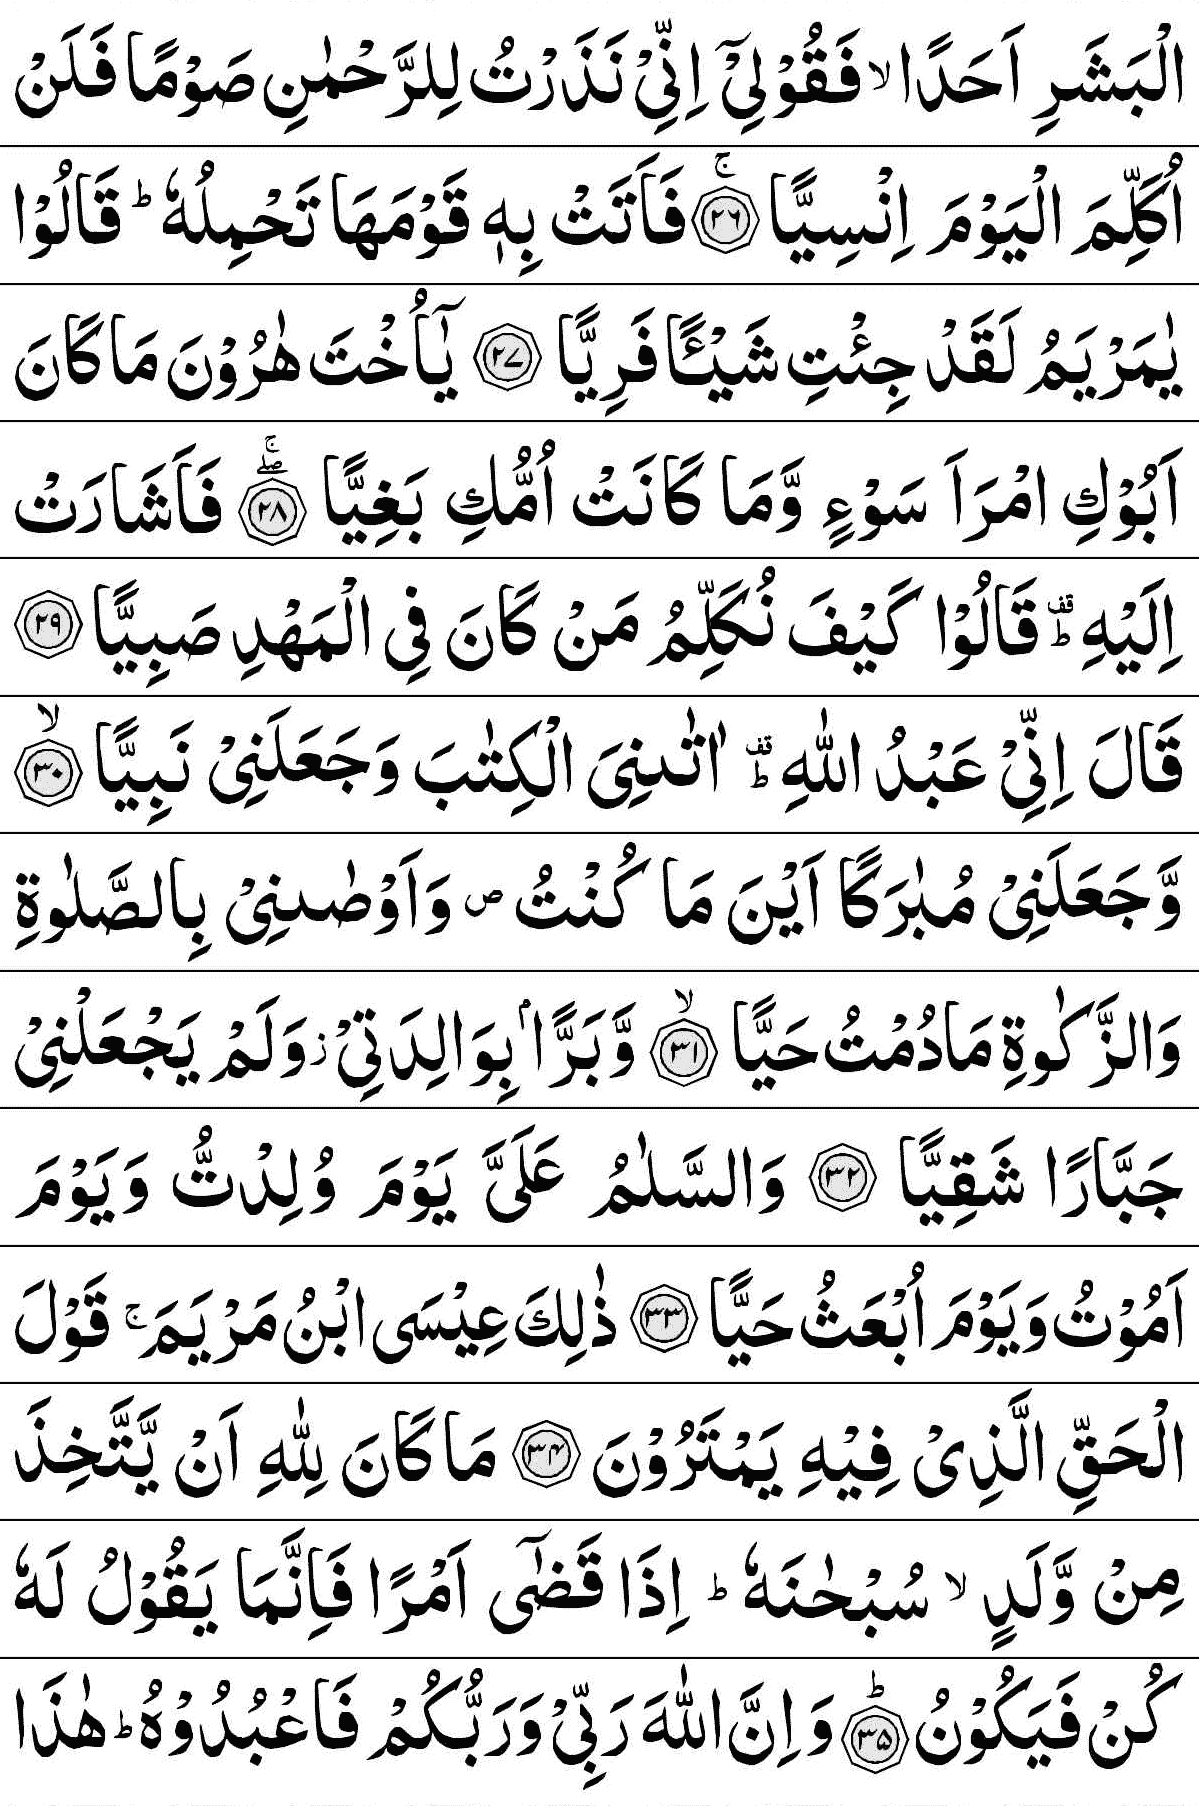 الْبَشَرِ اَحَدًا ۙ فَقُوْلِیْۤ اِنِّیْ نَذَرْتُ لِلرَّحْمٰنِ صَوْمًا فَلَنْ
اُكَلِّمَ الْیَوْمَ اِنْسِیًّا ۚ ﴿۲۶﴾ فَاَتَتْ بِهٖ قَوْمَهَا تَحْمِلُهٗ ؕ قَالُوْا
یٰمَرْیَمُ لَقَدْ جِئْتِ شَیْـًٔا فَرِیًّا ﴿۲۷﴾ یٰۤاُخْتَ هٰرُوْنَ مَا كَانَ
اَبُوْكِ امْرَاَ سَوْءٍ وَّمَا كَانَتْ اُمُّكِ بَغِیًّا ۖۚ ﴿۲۸﴾ فَاَشَارَتْ
اِلَیْهِ ؕ۫ قَالُوْا كَیْفَ نُكَلِّمُ مَنْ كَانَ فِی الْمَهْدِ صَبِیًّا ﴿۲۹﴾
قَالَ اِنِّیْ عَبْدُ اللّٰهِ ؕ۫ اٰتٰىنِیَ الْكِتٰبَ وَجَعَلَنِیْ نَبِیًّا ۙ ﴿۳۰﴾
وَّجَعَلَنِیْ مُبٰرَكًا اَیْنَ مَا كُنْتُ ص وَاَوْصٰىنِیْ بِالصَّلٰوةِ
وَالزَّكٰوةِ مَا دُمْتُ حَیًّا ۙ ﴿۳۱﴾ وَّبَرًّۢا بِوَالِدَتِیْ ز وَلَمْ یَجْعَلْنِیْ
جَبَّارًا شَقِیًّا ﴿۳۲﴾ وَالسَّلٰمُ عَلَیَّ یَوْمَ وُلِدْتُّ وَیَوْمَ
اَمُوْتُ وَیَوْمَ اُبْعَثُ حَیًّا ﴿۳۳﴾ ذٰلِكَ عِیْسَی ابْنُ مَرْیَمَ ۚ قَوْلَ
الْحَقِّ الَّذِیْ فِیْهِ یَمْتَرُوْنَ ﴿۳۴﴾ مَا كَانَ لِلّٰهِ اَنْ یَّتَّخِذَ
مِنْ وَّلَدٍ ۙ سُبْحٰنَهٗ ؕ اِذَا قَضٰۤی اَمْرًا فَاِنَّمَا یَقُوْلُ لَهٗ
كُنْ فَیَكُوْنُ ؕ ﴿۳۵﴾ وَاِنَّ اللّٰهَ رَبِّیْ وَرَبُّكُمْ فَاعْبُدُوْهُ ؕ هٰذَا